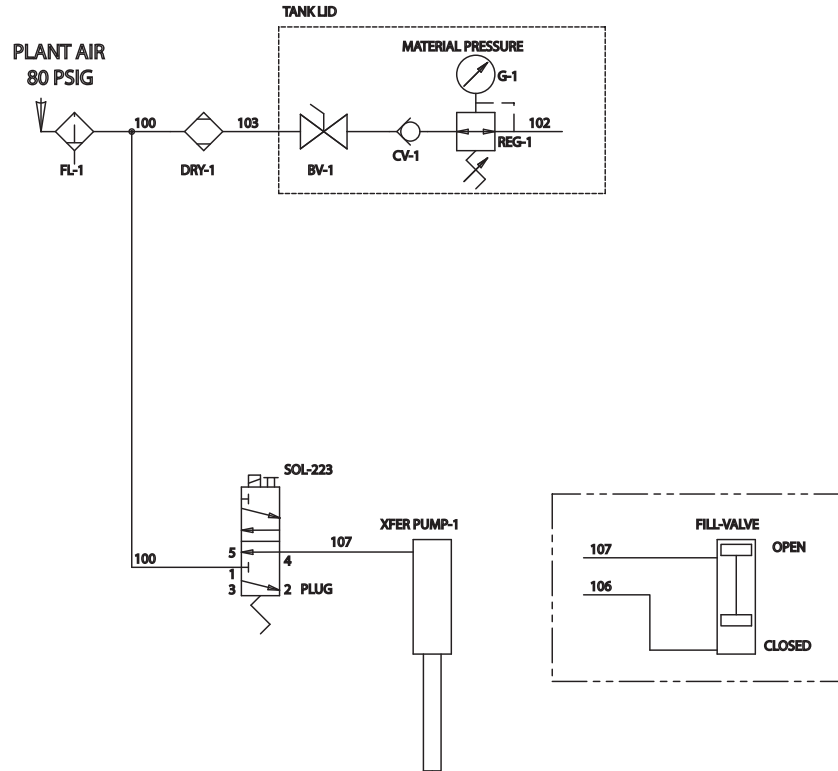 TANK LID
PLANT AIR
80 PSIG
MATERIAL PRESSURE
G-1
100
103
102
FL-1
DRY-1
BV-1
CV-1
REG-1
SOL-223
XFER PUMP-1
FILL-VALVE
107
5
4
107
OPEN
100
1
3
2 PLUG
106
CLOSED